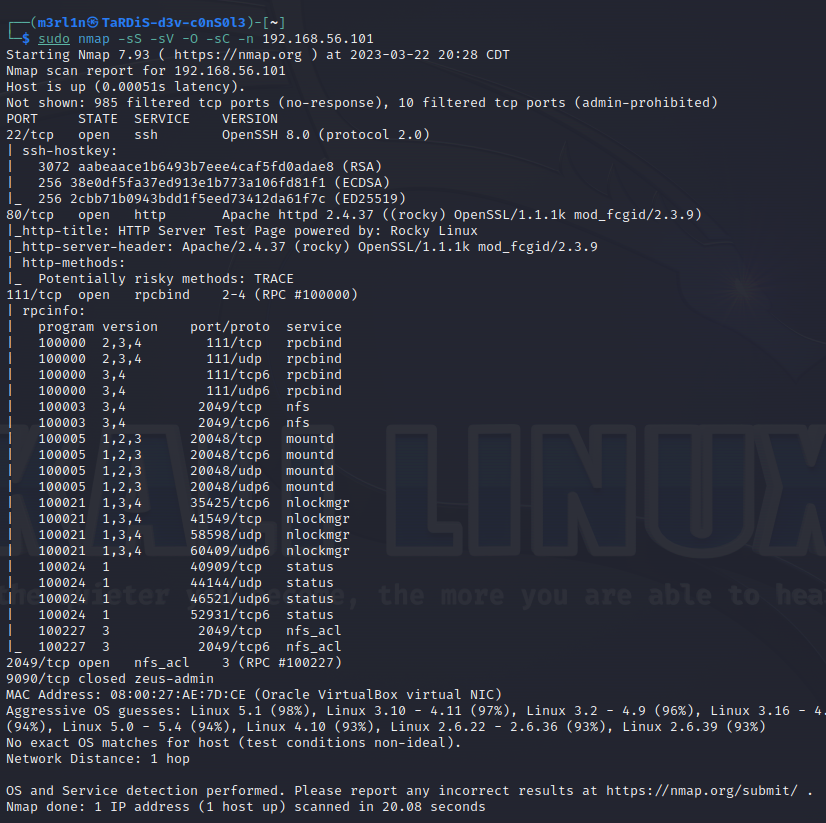 ┌──(m3rl1n㉿TaRDiS-d3v-c0nS0l3)-[~]
└─$ sudo nmap -sS -sV -O -sC -n 192.168.56.101
Starting Nmap 7.93 ( https://nmap.org ) at 2023-03-22 20:28 CDT
Nmap scan report for 192.168.56.101
Host is up (0.00051s latency).
Not shown: 985 filtered tcp ports (no-response), 10 filtered tcp ports (admin-prohibited)
PORT     STATE  SERVICE    VERSION
22/tcp   open   ssh        OpenSSH 8.0 (protocol 2.0)
| ssh-hostkey:
|   3072 aabeaace1b6493b7eee4caf5fd0adae8 (RSA)
|   256 38e0df5fa37ed913e1b773a106fd81f1 (ECDSA)
|_  256 2cbb71b0943bdd1f5eed73412da61f7c (ED25519)
80/tcp   open   http       Apache httpd 2.4.37 ((rocky) OpenSSL/1.1.1k mod_fcgid/2.3.9)
|_http-title: HTTP Server Test Page powered by: Rocky Linux
|_http-server-header: Apache/2.4.37 (rocky) OpenSSL/1.1.1k mod_fcgid/2.3.9
| http-methods:
|_  Potentially risky methods: TRACE
111/tcp  open   rpcbind    2-4 (RPC #100000)
| rpcinfo:
|   program version    port/proto  service
|   100000  2,3,4        111/tcp   rpcbind
|   100000  2,3,4        111/udp   rpcbind
|   100000  3,4          111/tcp6  rpcbind
|   100000  3,4          111/udp6  rpcbind
|   100003  3,4         2049/tcp   nfs
|   100003  3,4         2049/tcp6  nfs
|   100005  1,2,3      20048/tcp   mountd
|   100005  1,2,3      20048/tcp6  mountd
|   100005  1,2,3      20048/udp   mountd
|   100005  1,2,3      20048/udp6  mountd
|   100021  1,3,4      35425/tcp6  nlockmgr
|   100021  1,3,4      41549/tcp   nlockmgr
|   100021  1,3,4      58598/udp   nlockmgr
|   100021  1,3,4      60409/udp6  nlockmgr
|   100024  1          40909/tcp   status
|   100024  1          44144/udp   status
|   100024  1          46521/udp6  status
|   100024  1          52931/tcp6  status
|   100227  3           2049/tcp   nfs_acl
|_  100227  3           2049/tcp6  nfs_acl
2049/tcp open   nfs_acl    3 (RPC #100227)
9090/tcp closed zeus-admin
MAC Address: 08:00:27:AE:7D:CE (Oracle VirtualBox virtual NIC)
Aggressive OS guesses: Linux 5.1 (98%), Linux 3.10 - 4.11 (97%), Linux 3.2 - 4.9 (96%), Linux 3.16 - 4.
(94%), Linux 5.0 - 5.4 (94%), Linux 4.10 (93%), Linux 2.6.22 - 2.6.36 (93%), Linux 2.6.39 (93%)
No exact OS matches for host (test conditions non-ideal).
Network Distance: 1 hop
OS and Service detection performed. Please report any incorrect results at https://nmap.org/submit/ .
Nmap done: 1 IP address (1 host up) scanned in 20.08 seconds
KALI LINUX
the more you are able to